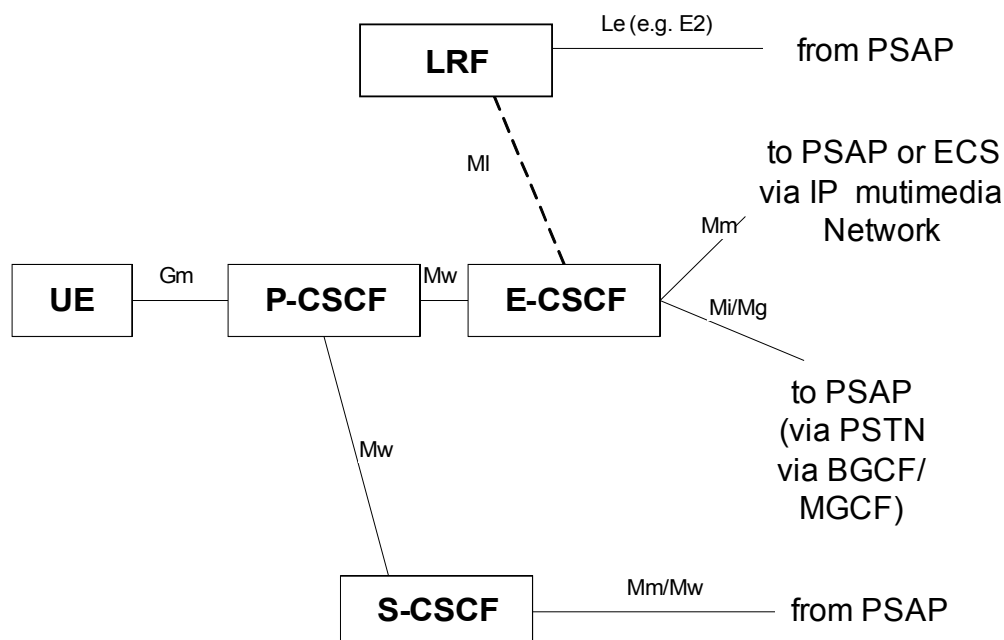 Le (e.g. E2)
LRF
from PSAP
Ml
to PSAP or ECS
via IP mutimedia
Network
Mm
Gm
Mw
UE
P-CSCF
E-CSCF
Mi/Mg
to PSAP
(via PSTN
via BGCF/
MGCF)
Mw
S-CSCF
Mm/Mw
from PSAP